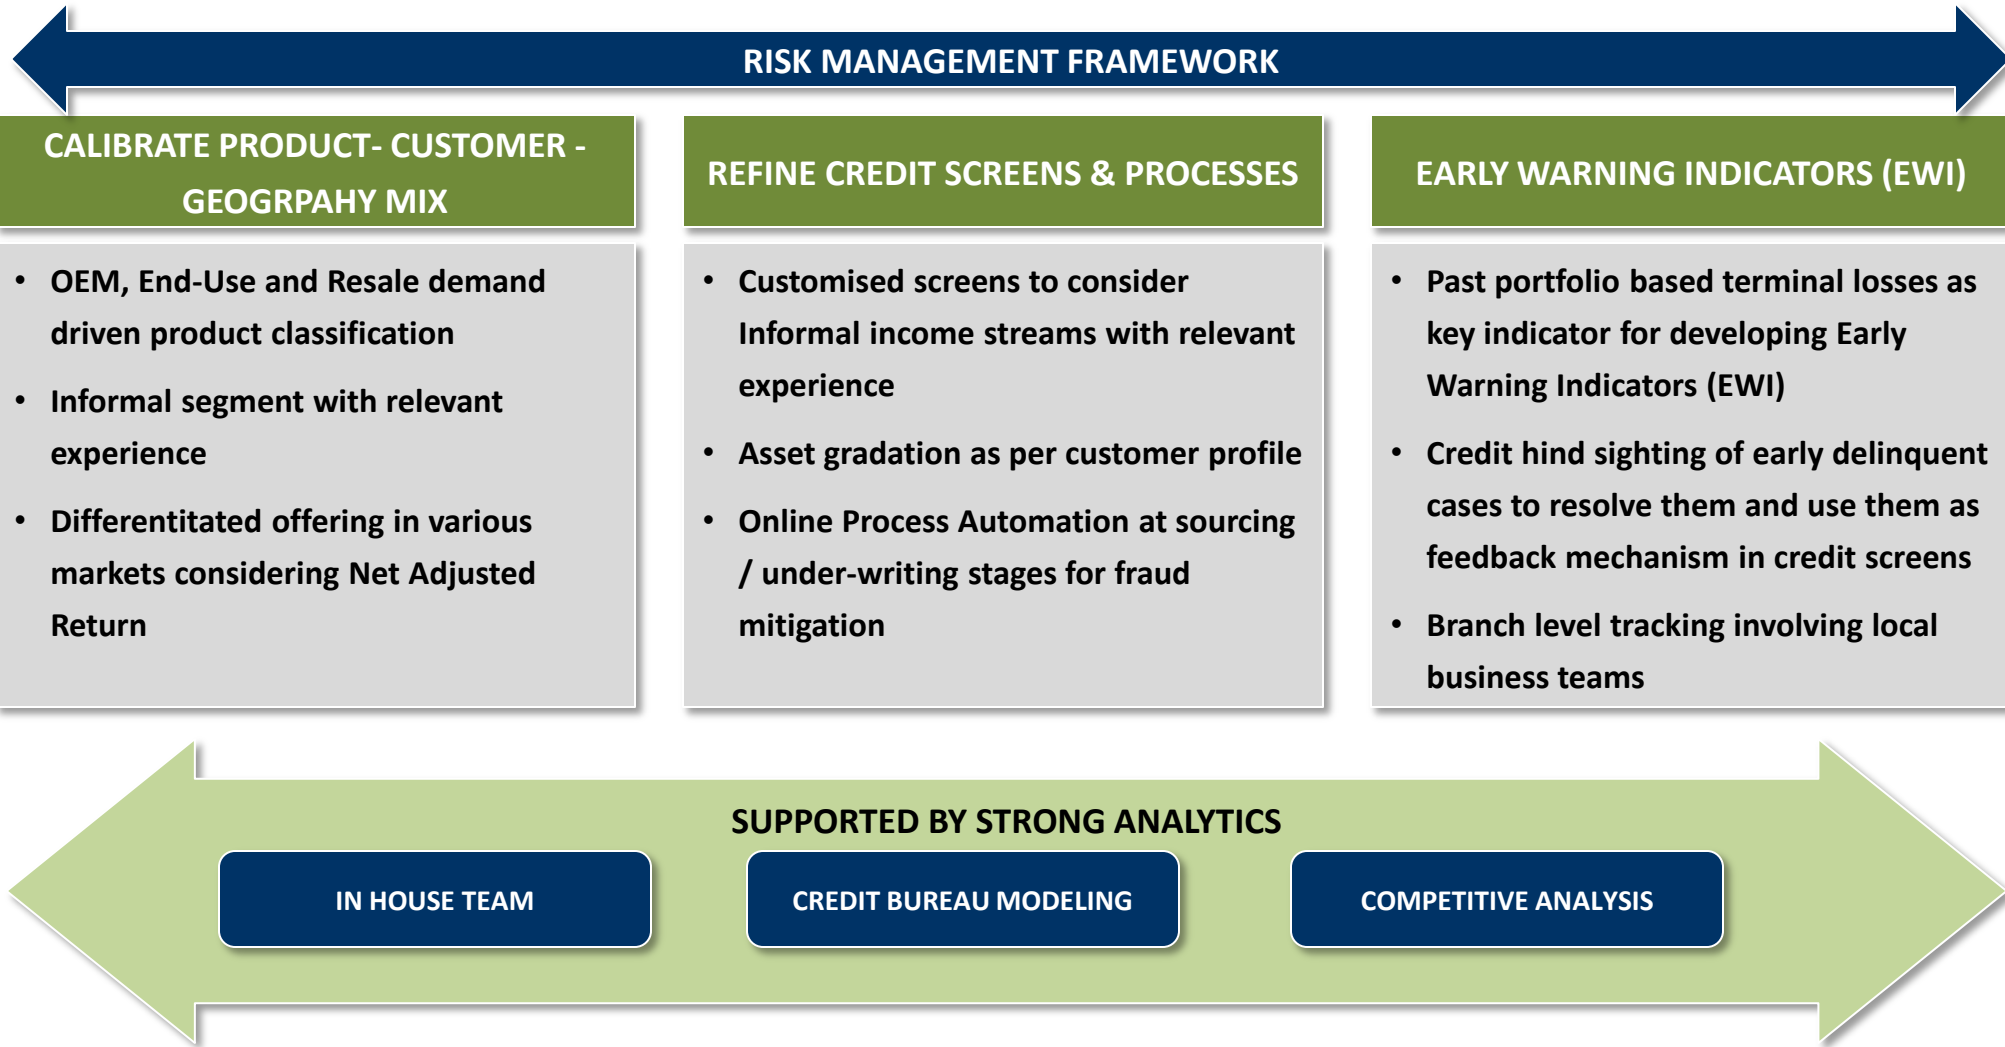 RISK MANAGEMENT FRAMEWORK
CALIBRATE PRODUCT- CUSTOMER -
GEOGRPAHY MIX
• OEM, End-Use and Resale demand
driven product classification
• Informal segment with relevant
experience
• Differentitated offering in various
markets considering Net Adjusted
Return
REFINE CREDIT SCREENS & PROCESSES
• Customised screens to consider
Informal income streams with relevant
experience
• Asset gradation as per customer profile
• Online Process Automation at sourcing
/ under-writing stages for fraud
mitigation
EARLY WARNING INDICATORS (EWI)
• Past portfolio based terminal losses as
key indicator for developing Early
Warning Indicators (EWI)
• Credit hind sighting of early delinquent
cases to resolve them and use them as
feedback mechanism in credit screens
• Branch level tracking involving local
business teams
SUPPORTED BY STRONG ANALYTICS
IN HOUSE TEAM
CREDIT BUREAU MODELING
COMPETITIVE ANALYSIS